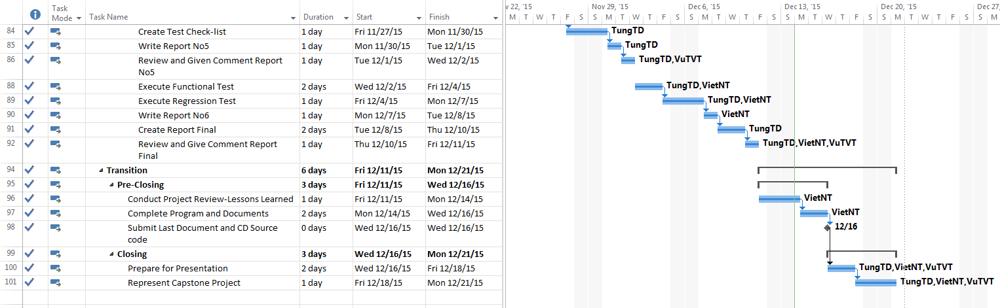 Task Mode Task Name Duration Start Finish
22, '15 Nov 29, '15 Dec 6, '15 Dec 13, '15 Dec 20, '15 Dec 27,
M T W T F S S M T W T F S S M T W T F S S M T W T F S S M T W T F S S M
84 Create Test Check-list 1 day Fri 11/27/15 Mon 11/30/15 TungTD
85 Write Report No5 1 day Mon 11/30/15 Tue 12/1/15 TungTD
86 Review and Given Comment Report 1 day Tue 12/1/15 Wed 12/2/15 TungTD,VuTVT
No5
88 Execute Functional Test 2 days Wed 12/2/15 Fri 12/4/15 TungTD,VietNT
89 Execute Regression Test 1 day Fri 12/4/15 Mon 12/7/15 TungTD,VietNT
90 Write Report No6 1 day Mon 12/7/15 Tue 12/8/15 VietNT
91 Create Report Final 2 days Tue 12/8/15 Thu 12/10/15 TungTD
92 Review and Give Comment Report 1 day Thu 12/10/15 Fri 12/11/15 TungTD,VietNT,VuTVT
Final
94 Transition 6 days Fri 12/11/15 Mon 12/21/15
95 Pre-Closing 3 days Fri 12/11/15 Wed 12/16/15
96 Conduct Project Review-Lessons Learned 1 day Fri 12/11/15 Mon 12/14/15 VietNT
97 Complete Program and Documents 2 days Mon 12/14/15 Wed 12/16/15 VietNT
98 Submit Last Document and CD Source 0 days Wed 12/16/15 Wed 12/16/15 12/16
code
99 Closing 3 days Wed 12/16/15 Mon 12/21/15
100 Prepare for Presentation 2 days Wed 12/16/15 Fri 12/18/15 TungTD,VietNT,VuTVT
101 Represent Capstone Project 1 day Fri 12/18/15 Mon 12/21/15 TungTD,VietNT,VuTVT